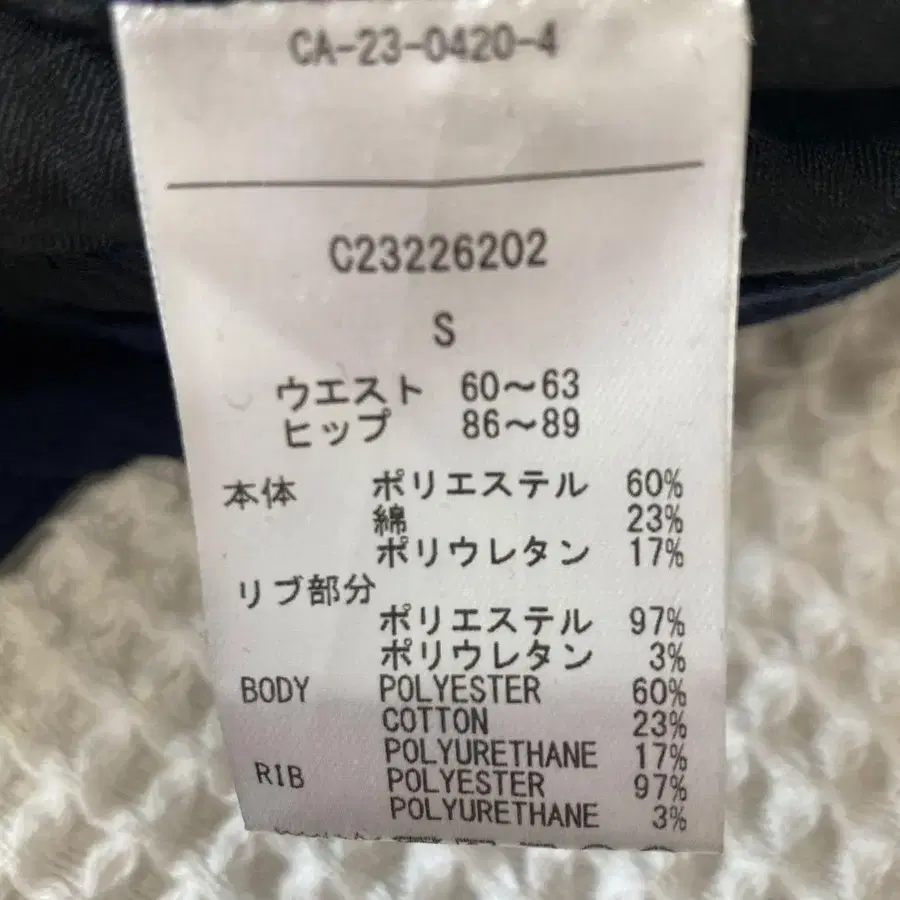 CA-23-0420-4
C23226202
S
ウエスト 60～63
ヒップ 86～89
本体 ポリエステル 60%
綿 23%
ポリウレタン 17%
リブ部分
ポリエステル 97%
ポリウレタン 3%
BODY POLYESTER 60%
COTTON 23%
POLYURETHANE 17%
RIB POLYESTER 97%
POLYURETHANE 3%